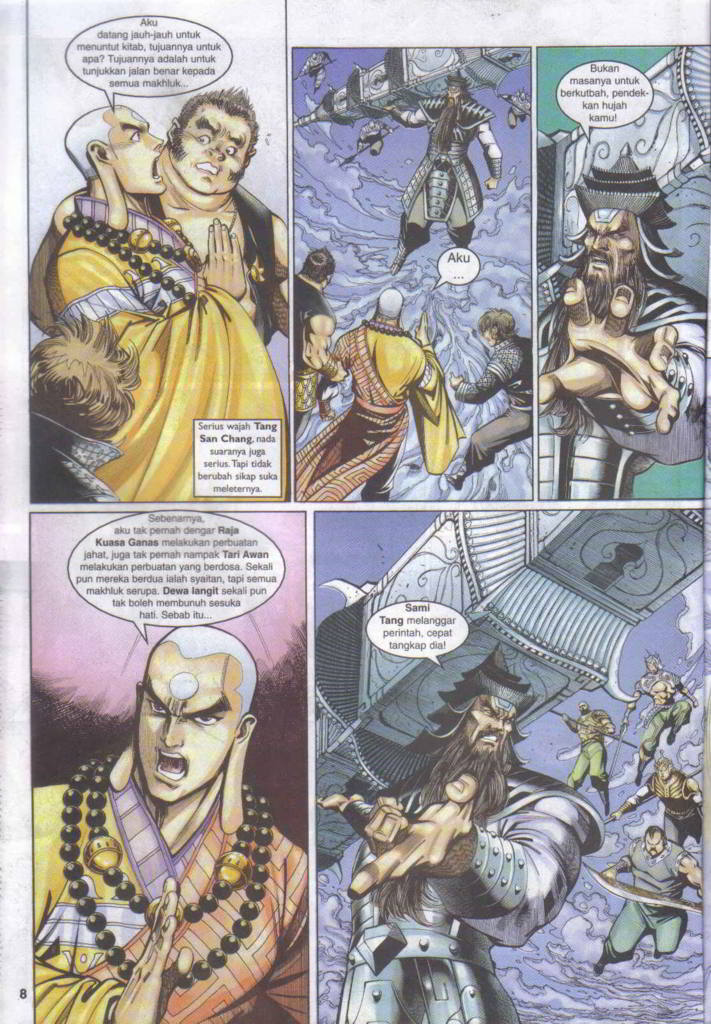 Aku
datang jauh-jauh untuk
menuntut kitab, tujuannya untuk
apa? Tujuannya adalah untuk
tunjukkan jalan benar kepada
semua makhluk...
Serius wajah Tang
San Chang, nada
suaranya juga
serius. Tapi tidak
berubah sikap suka
meleternya.
Aku
...
Bukan
masanya untuk
berkutbah, pendek-
kan hujah
kamu!
Sebenarnya,
aku tak pernah dengar Raja
Kuasa Ganas melakukan perbuatan
jahat, juga tak pernah nampak Tari Awan
melakukan perbuatan yang berdosa. Sekali
pun mereka berdua ialah syaitan, tapi semua
makhluk serupa. Dewa langit sekali pun
tak boleh membunuh sesuka
hati. Sebab itu...
Sami
Tang melanggar
perintah, cepat
tangkap dia!
8